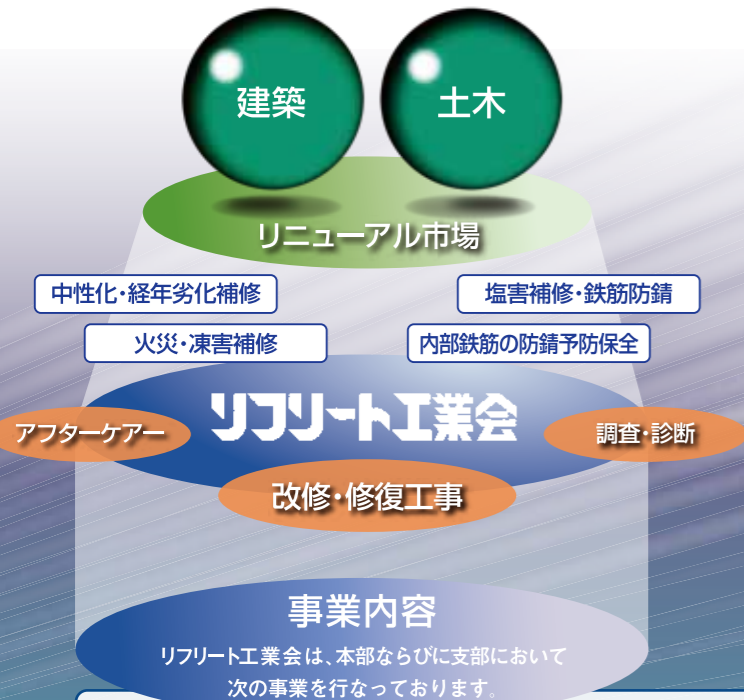 建築
土木
リニューアル市場
中性化・経年劣化補修
塩害補修・鉄筋防錆
火災・凍害補修
内部鉄筋の防錆予防保全
リフリート工業会
アフターケアー
調査・診断
改修・修復工事
事業内容
リフリート工業会は、本部ならびに支部において
次の事業を行なっております。